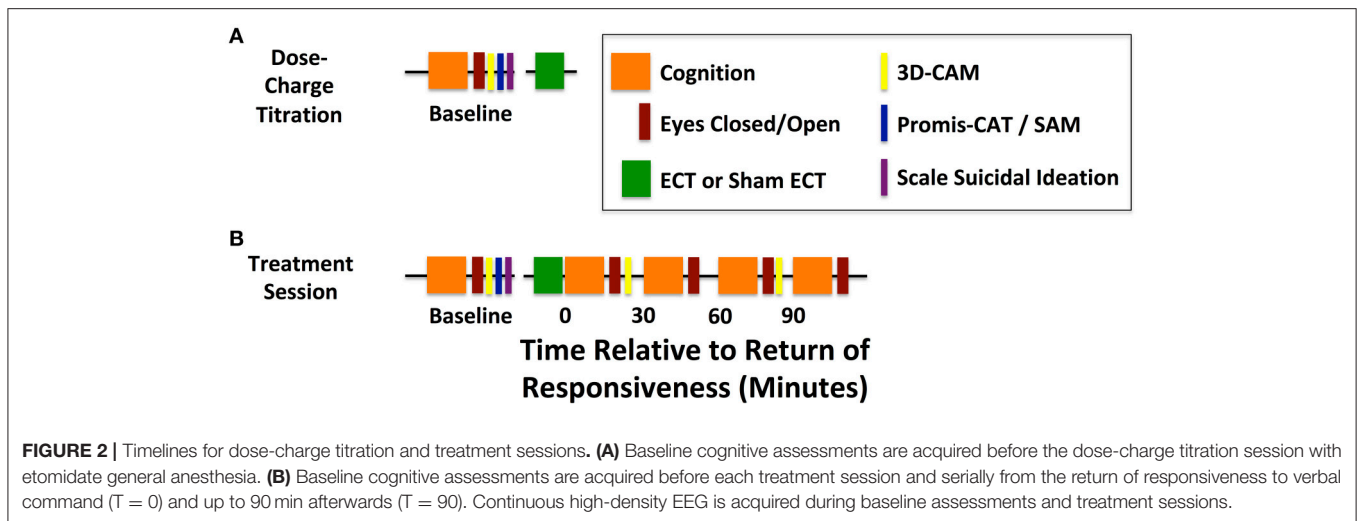 A
Dose-
Charge
Titration
Baseline
Cognition
Eyes Closed/Open
ECT or Sham ECT
3D-CAM
Promis-CAT / SAM
Scale Suicidal Ideation
B
Treatment
Session
Baseline
0 30 60 90
Time Relative to Return of
Responsiveness (Minutes)
FIGURE 2 | Timelines for dose-charge titration and treatment sessions. (A) Baseline cognitive assessments are acquired before the dose-charge titration session with
etomidate general anesthesia. (B) Baseline cognitive assessments are acquired before each treatment session and serially from the return of responsiveness to verbal
command (T = 0) and up to 90 min afterwards (T = 90). Continuous high-density EEG is acquired during baseline assessments and treatment sessions.